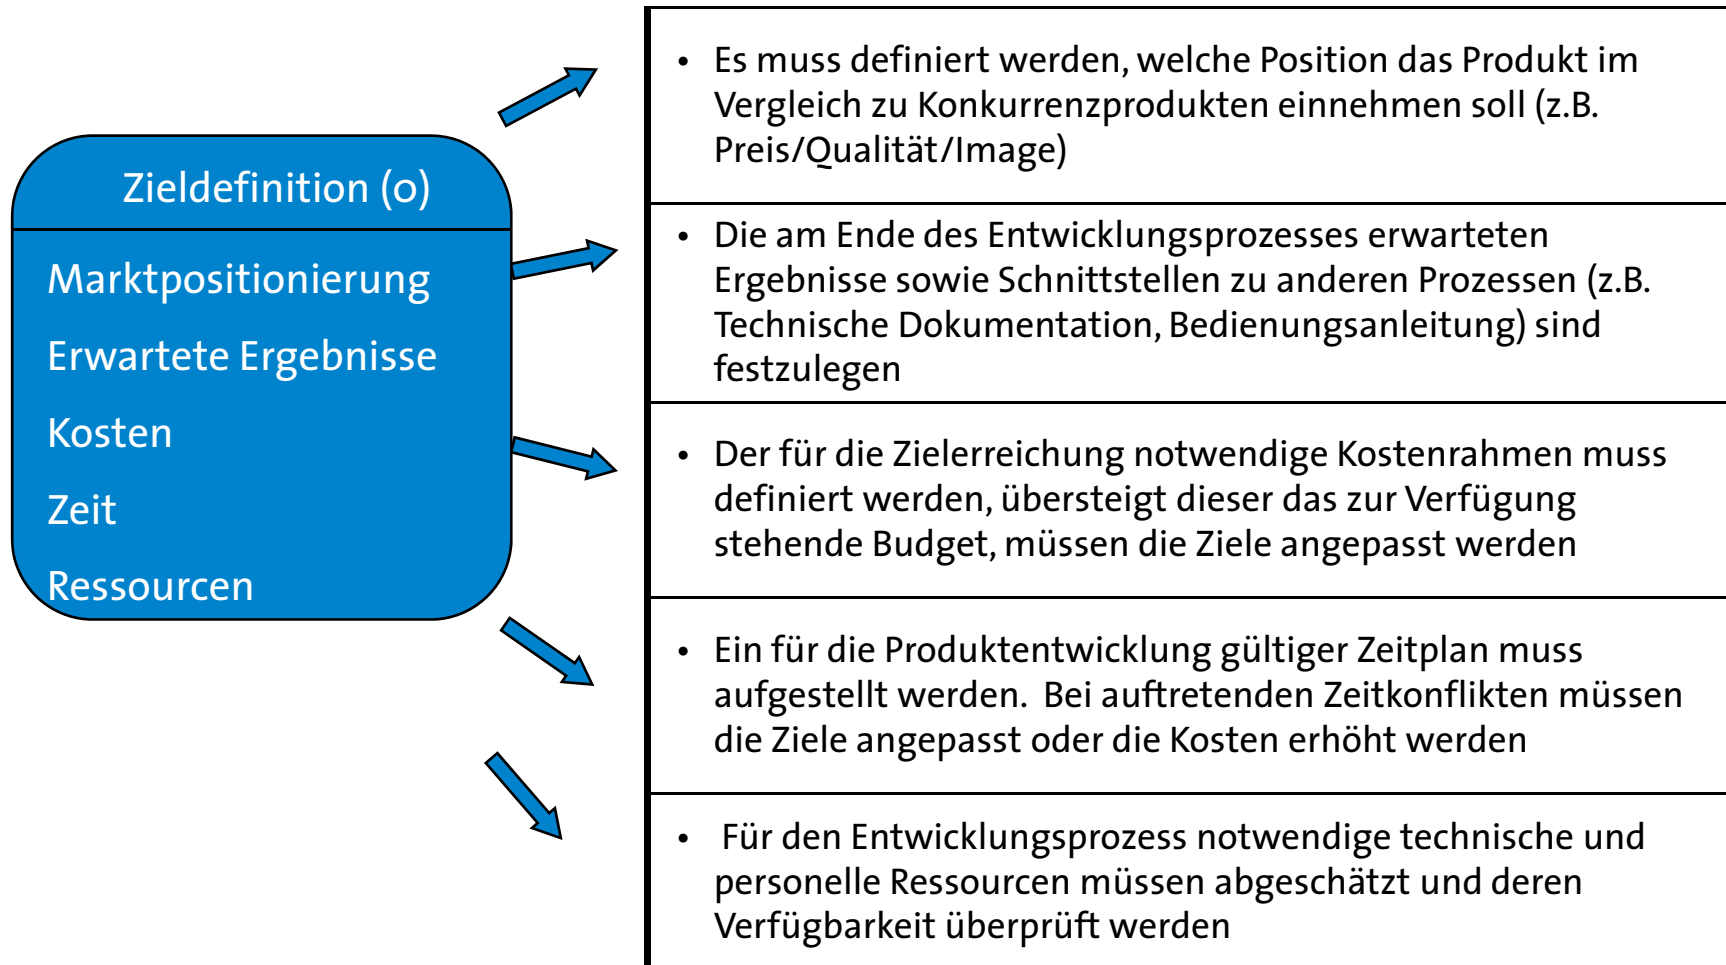 Zieldefinition (0)
Marktpositionierung
Erwartete Ergebnisse
Kosten
Zeit
Ressourcen
• Es muss definiert werden, welche Position das Produkt im
Vergleich zu Konkurrenzprodukten einnehmen soll (z.B.
Preis/Qualität/Image)
• Die am Ende des Entwicklungsprozesses erwarteten
Ergebnisse sowie Schnittstellen zu anderen Prozessen (z.B.
Technische Dokumentation, Bedienungsanleitung) sind
festzulegen
• Der für die Zielerreichung notwendige Kostenrahmen muss
definiert werden, übersteigt dieser das zur Verfügung
stehende Budget, müssen die Ziele angepasst werden
• Ein für die Produktentwicklung gültiger Zeitplan muss
aufgestellt werden.  Bei auftretenden Zeitkonflikten müssen
die Ziele angepasst oder die Kosten erhöht werden
•  Für den Entwicklungsprozess notwendige technische und
personelle Ressourcen müssen abgeschätzt und deren
Verfügbarkeit überprüft werden